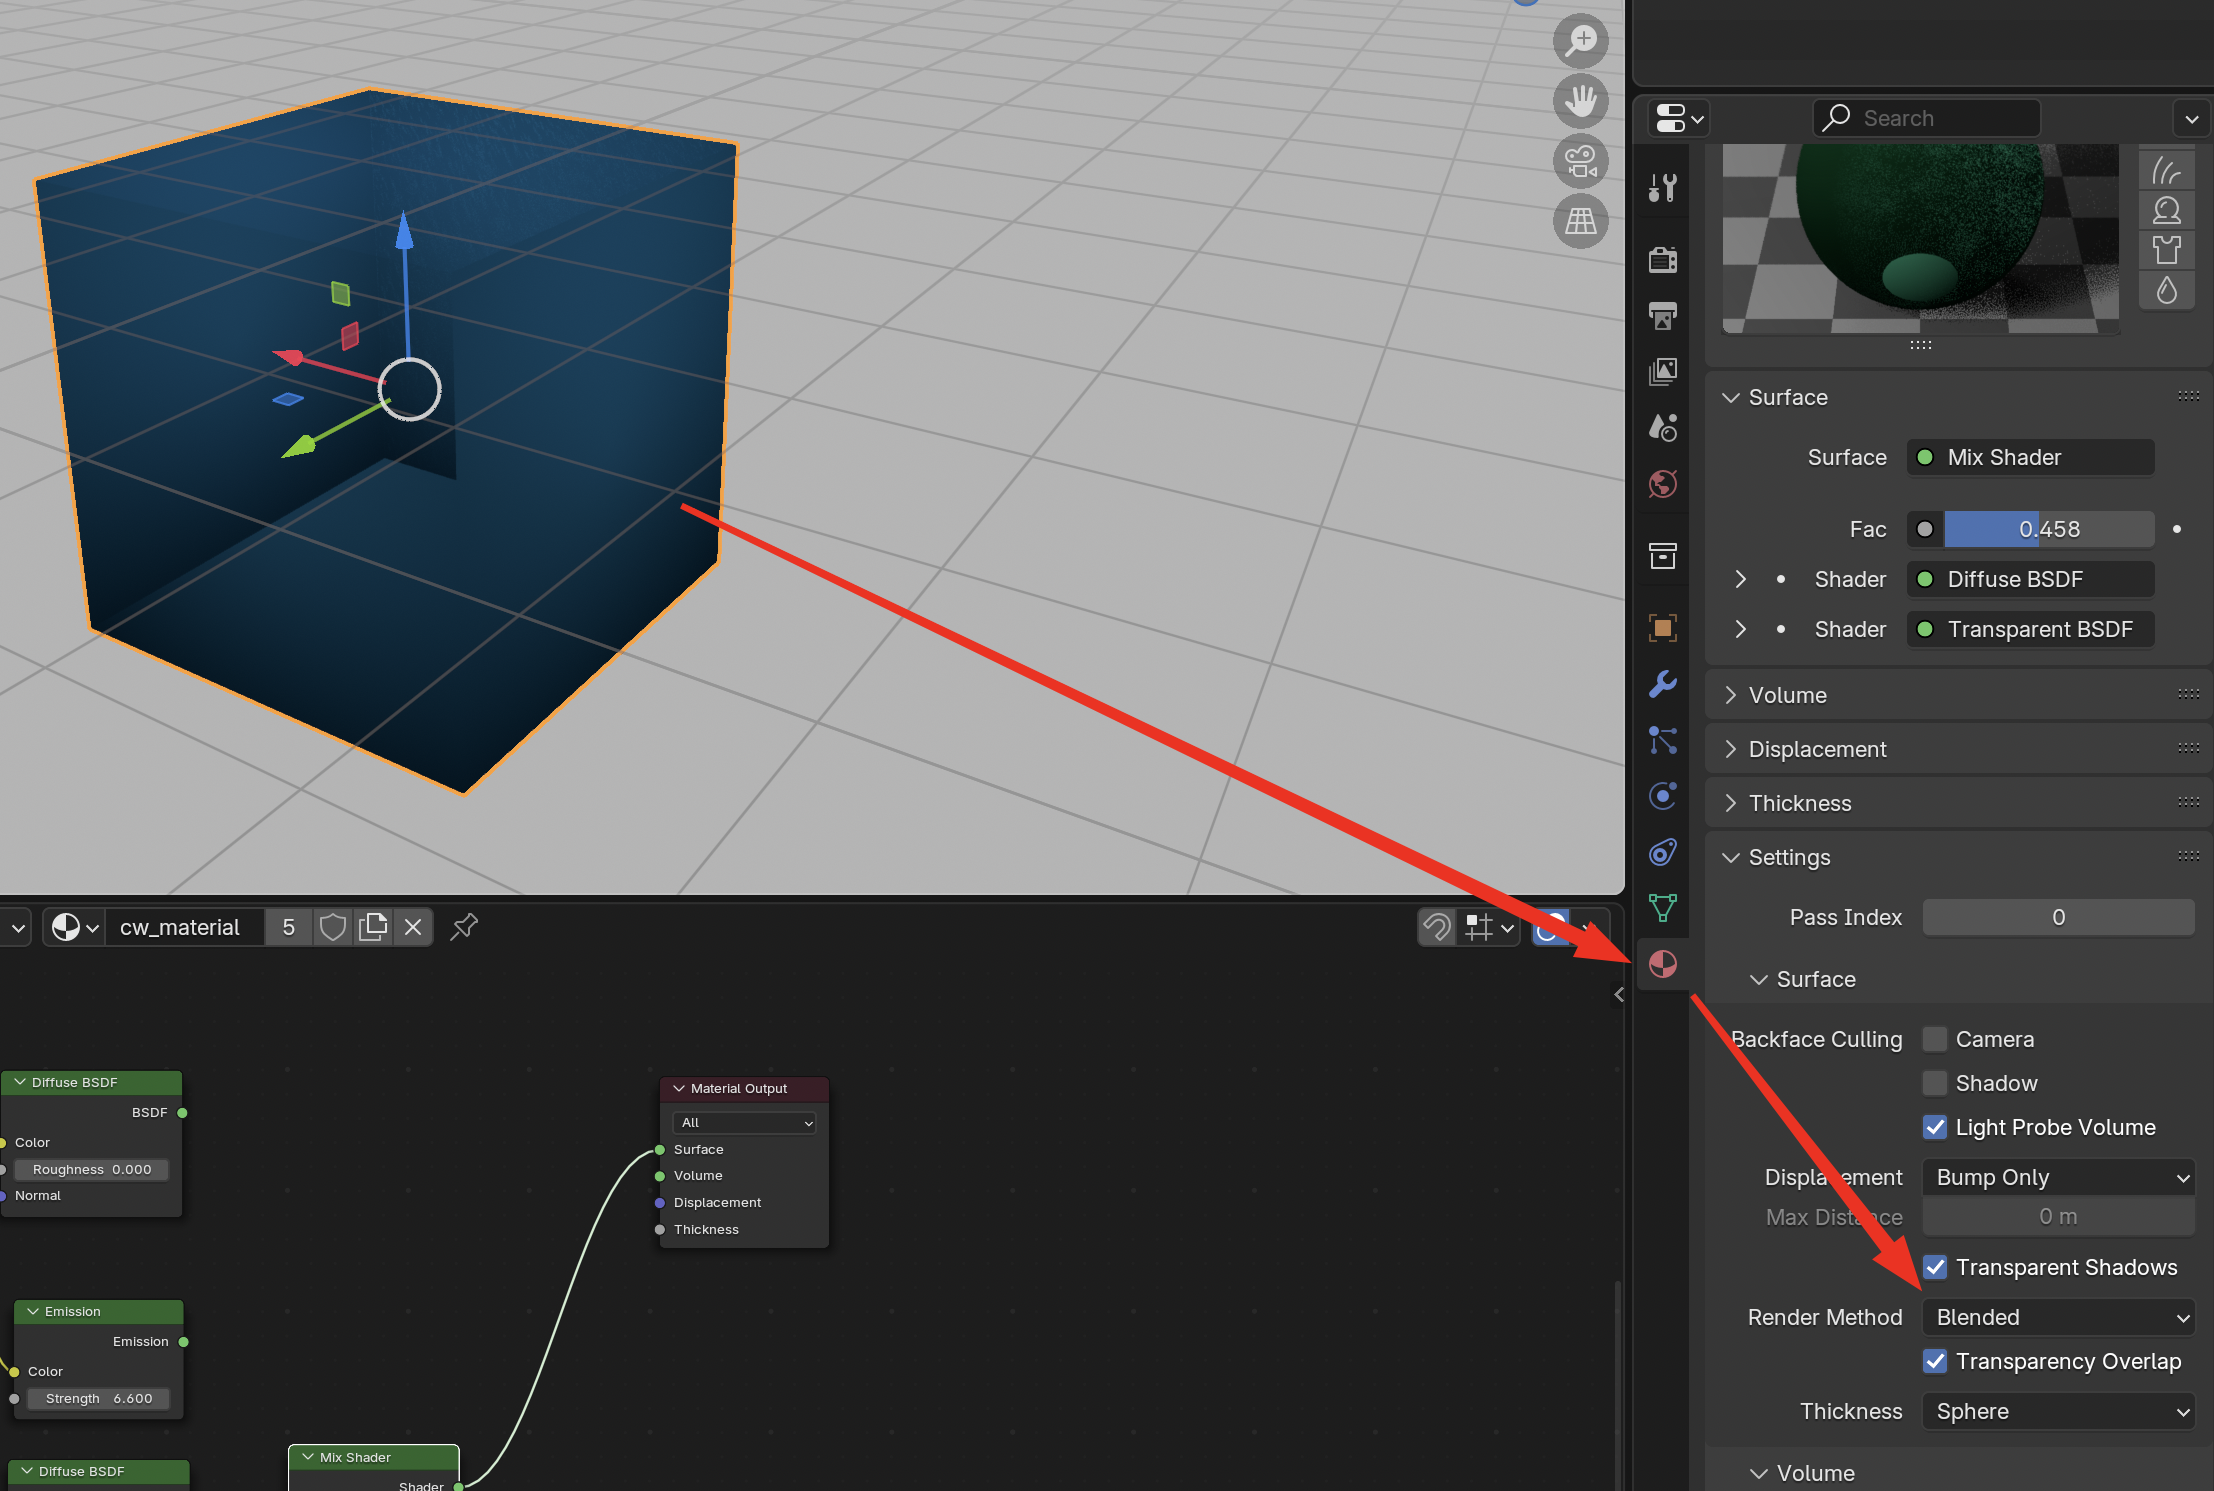 Search
Surface
Surface Mix Shader
Fac 0.458
Shader Diffuse BSDF
Shader Transparent BSDF
Volume
Displacement
Thickness
Settings
Pass Index 0
Surface
Backface Culling Camera
Shadow
Light Probe Volume
Displacement Bump Only
Max Distance 0 m
Transparent Shadows
Render Method Blended
Transparency Overlap
Thickness Sphere
Volume
cw_material 5
Diffuse BSDF
BSDF
Color
Roughness 0.000
Normal
Material Output
All
Surface
Volume
Displacement
Thickness
Emission
Emission
Color
Strength 6.600
Diffuse BSDF
Mix Shader
Shader